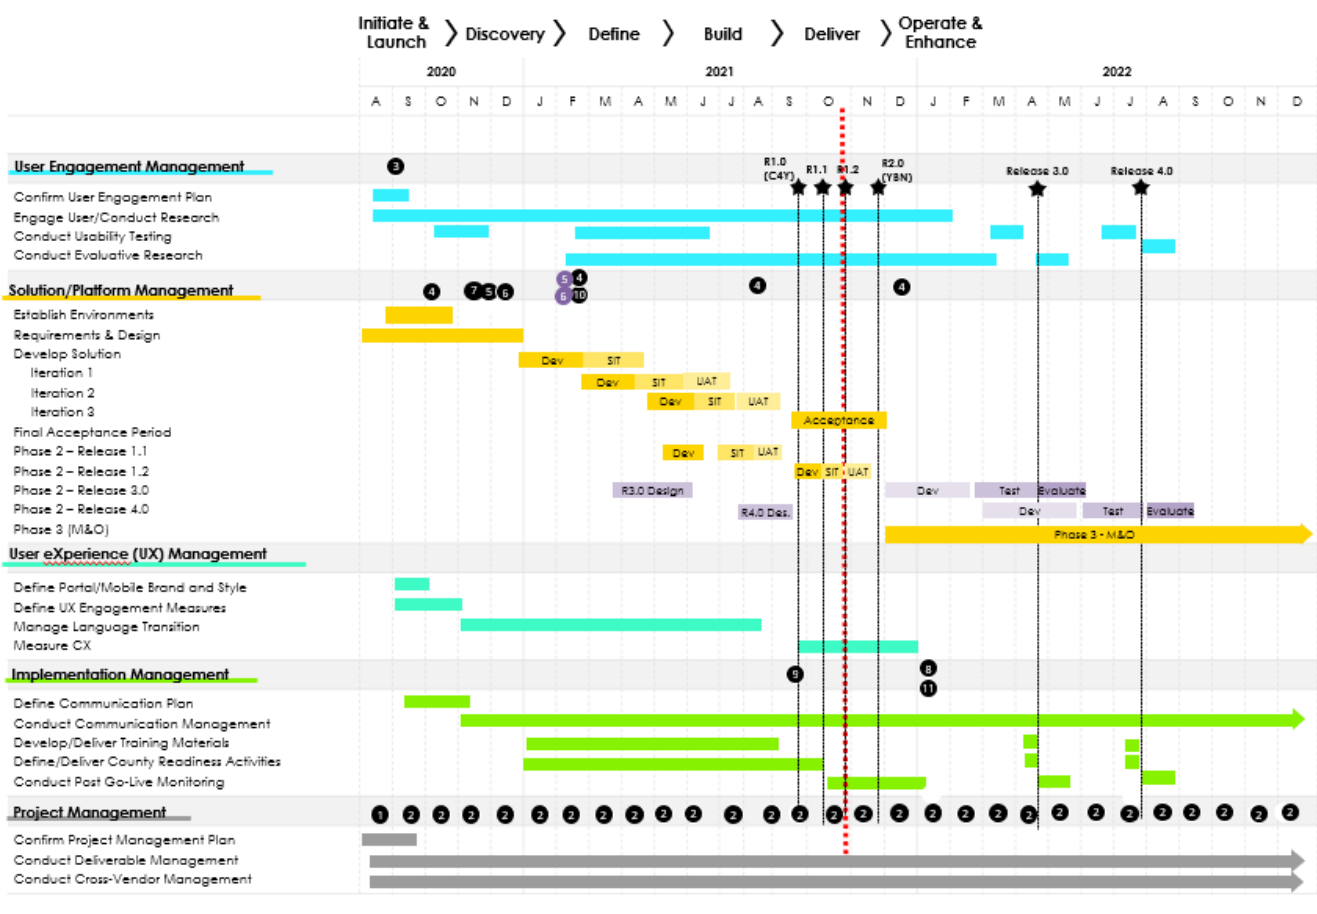 Initiate & Launch > Discovery > Define > Build > Deliver > Operate & Enhance
2020 2021 2022
A S O N D J F M A M J J A S O N D J F M A M J J A S O N D
User Engagement Management 3 R1.0 (C4Y) R1.1 R1.2 R2.0 (YBN) Release 3.0 Release 4.0
Confirm User Engagement Plan
Engage User/Conduct Research
Conduct Usability Testing
Conduct Evaluative Research
Solution/Platform Management 4 7 5 6 5 4 6 10 4 4
Establish Environments
Requirements & Design
Develop Solution Dev SIT
Iteration 1 Dev SIT UAT
Iteration 2 Dev SIT UAT
Iteration 3 Acceptance
Final Acceptance Period
Phase 2 – Release 1.1 Dev SIT UAT
Phase 2 – Release 1.2 Dev SIT UAT
Phase 2 – Release 3.0 R3.0 Design Dev Test Evaluate
Phase 2 – Release 4.0 R4.0 Des. Dev Test Evaluate
Phase 3 (M&O) Phase 3 - M&O
User eXperience (UX) Management
Define Portal/Mobile Brand and Style
Define UX Engagement Measures
Manage Language Transition
Measure CX
Implementation Management 9 8 11
Define Communication Plan
Conduct Communication Management
Develop/Deliver Training Materials
Define/Deliver County Readiness Activities
Conduct Post Go-Live Monitoring
Project Management 1 2 2 2 2 2 2 2 2 2 2 2 2 2 2 2 2 2 2 2 2 2 2 2 2 2 2 2 2
Confirm Project Management Plan
Conduct Deliverable Management
Conduct Cross-Vendor Management